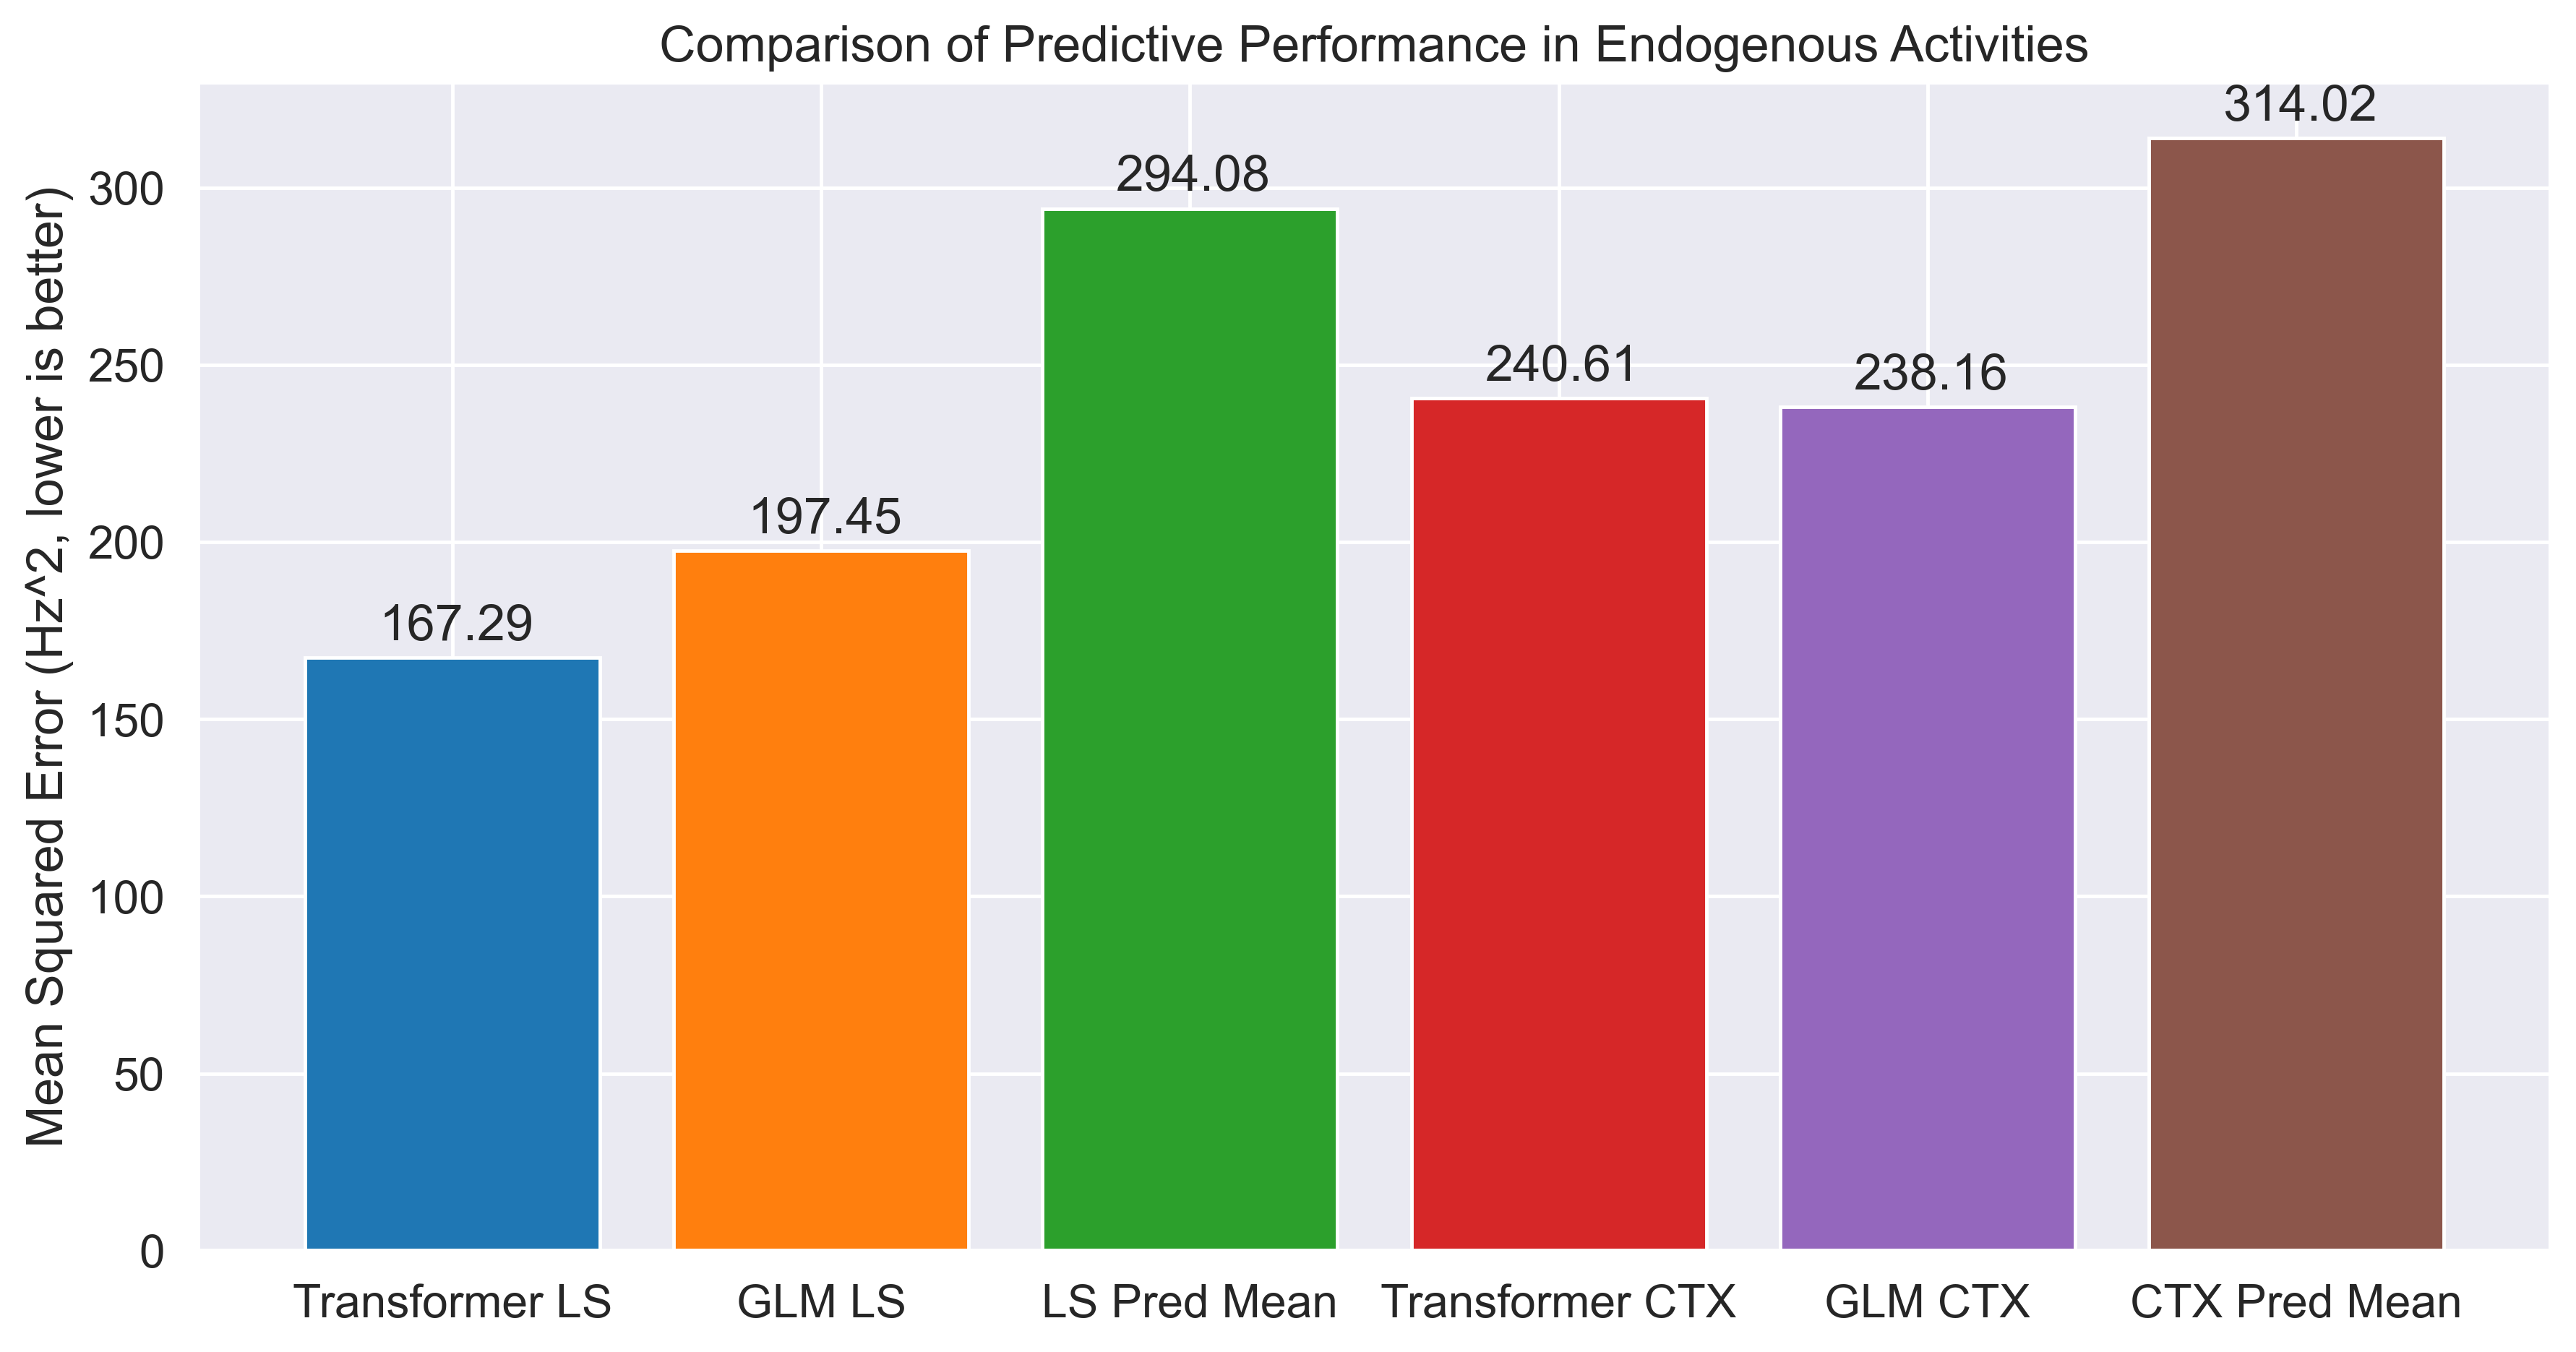 Comparison of Predictive Performance in Endogenous Activities
Mean Squared Error (Hz^2, lower is better)
300
250
200
150
100
50
0
167.29
197.45
294.08
240.61
238.16
314.02
Transformer LS
GLM LS
LS Pred Mean
Transformer CTX
GLM CTX
CTX Pred Mean